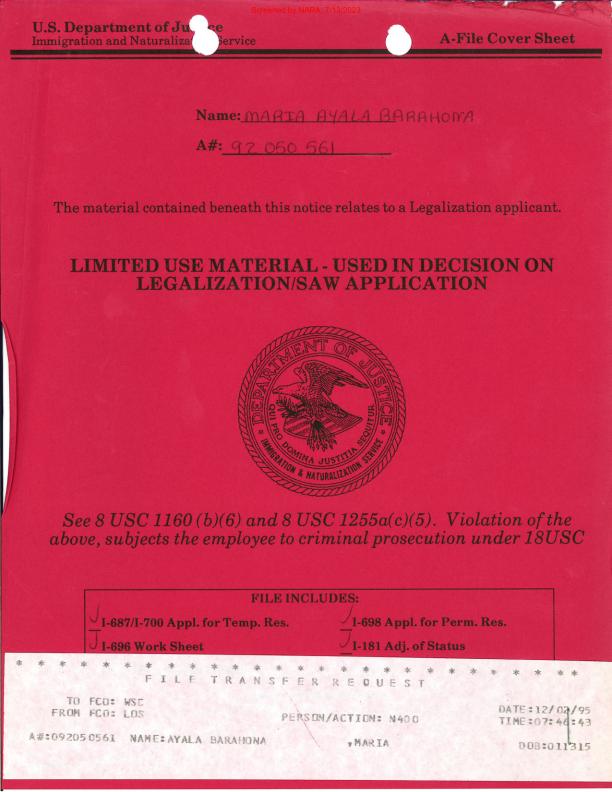 Screened by NARA, 7/13/2023
U.S. Department of Ju ce
Immigration and Naturaliz Service
A-File Cover Sheet
Name: MARIA AYALA BARAHONA
A#: 92 050 561
The material contained beneath this notice relates to a Legalization applicant.
LIMITED USE MATERIAL - USED IN DECISION ON
LEGALIZATION/SAW APPLICATION
DEPARTMENT OF JUSTICE
QUI PRO DOMINA JUSTITIA SEQUITUR
IMMIGRATION & NATURALIZATION SERVICE
See 8 USC 1160 (b)(6) and 8 USC 1255a(c)(5). Violation of the
above, subjects the employee to criminal prosecution under 18USC
FILE INCLUDES:
I-687/I-700 Appl. for Temp. Res.
I-698 Appl. for Perm. Res.
I-696 Work Sheet
I-181 Adj. of Status
* * * * * * * * * * * * * * * * * * * * * * * * * * * * *
FILE TRANSFER REQUEST
TO FCO: WSC
FROM FCO: LOS
PERSON/ACTION: N400
DATE:12/02/95
TIME:07:46:43
A#:092050561 NAME:AYALA BARAHONA ,MARIA DOB:011315